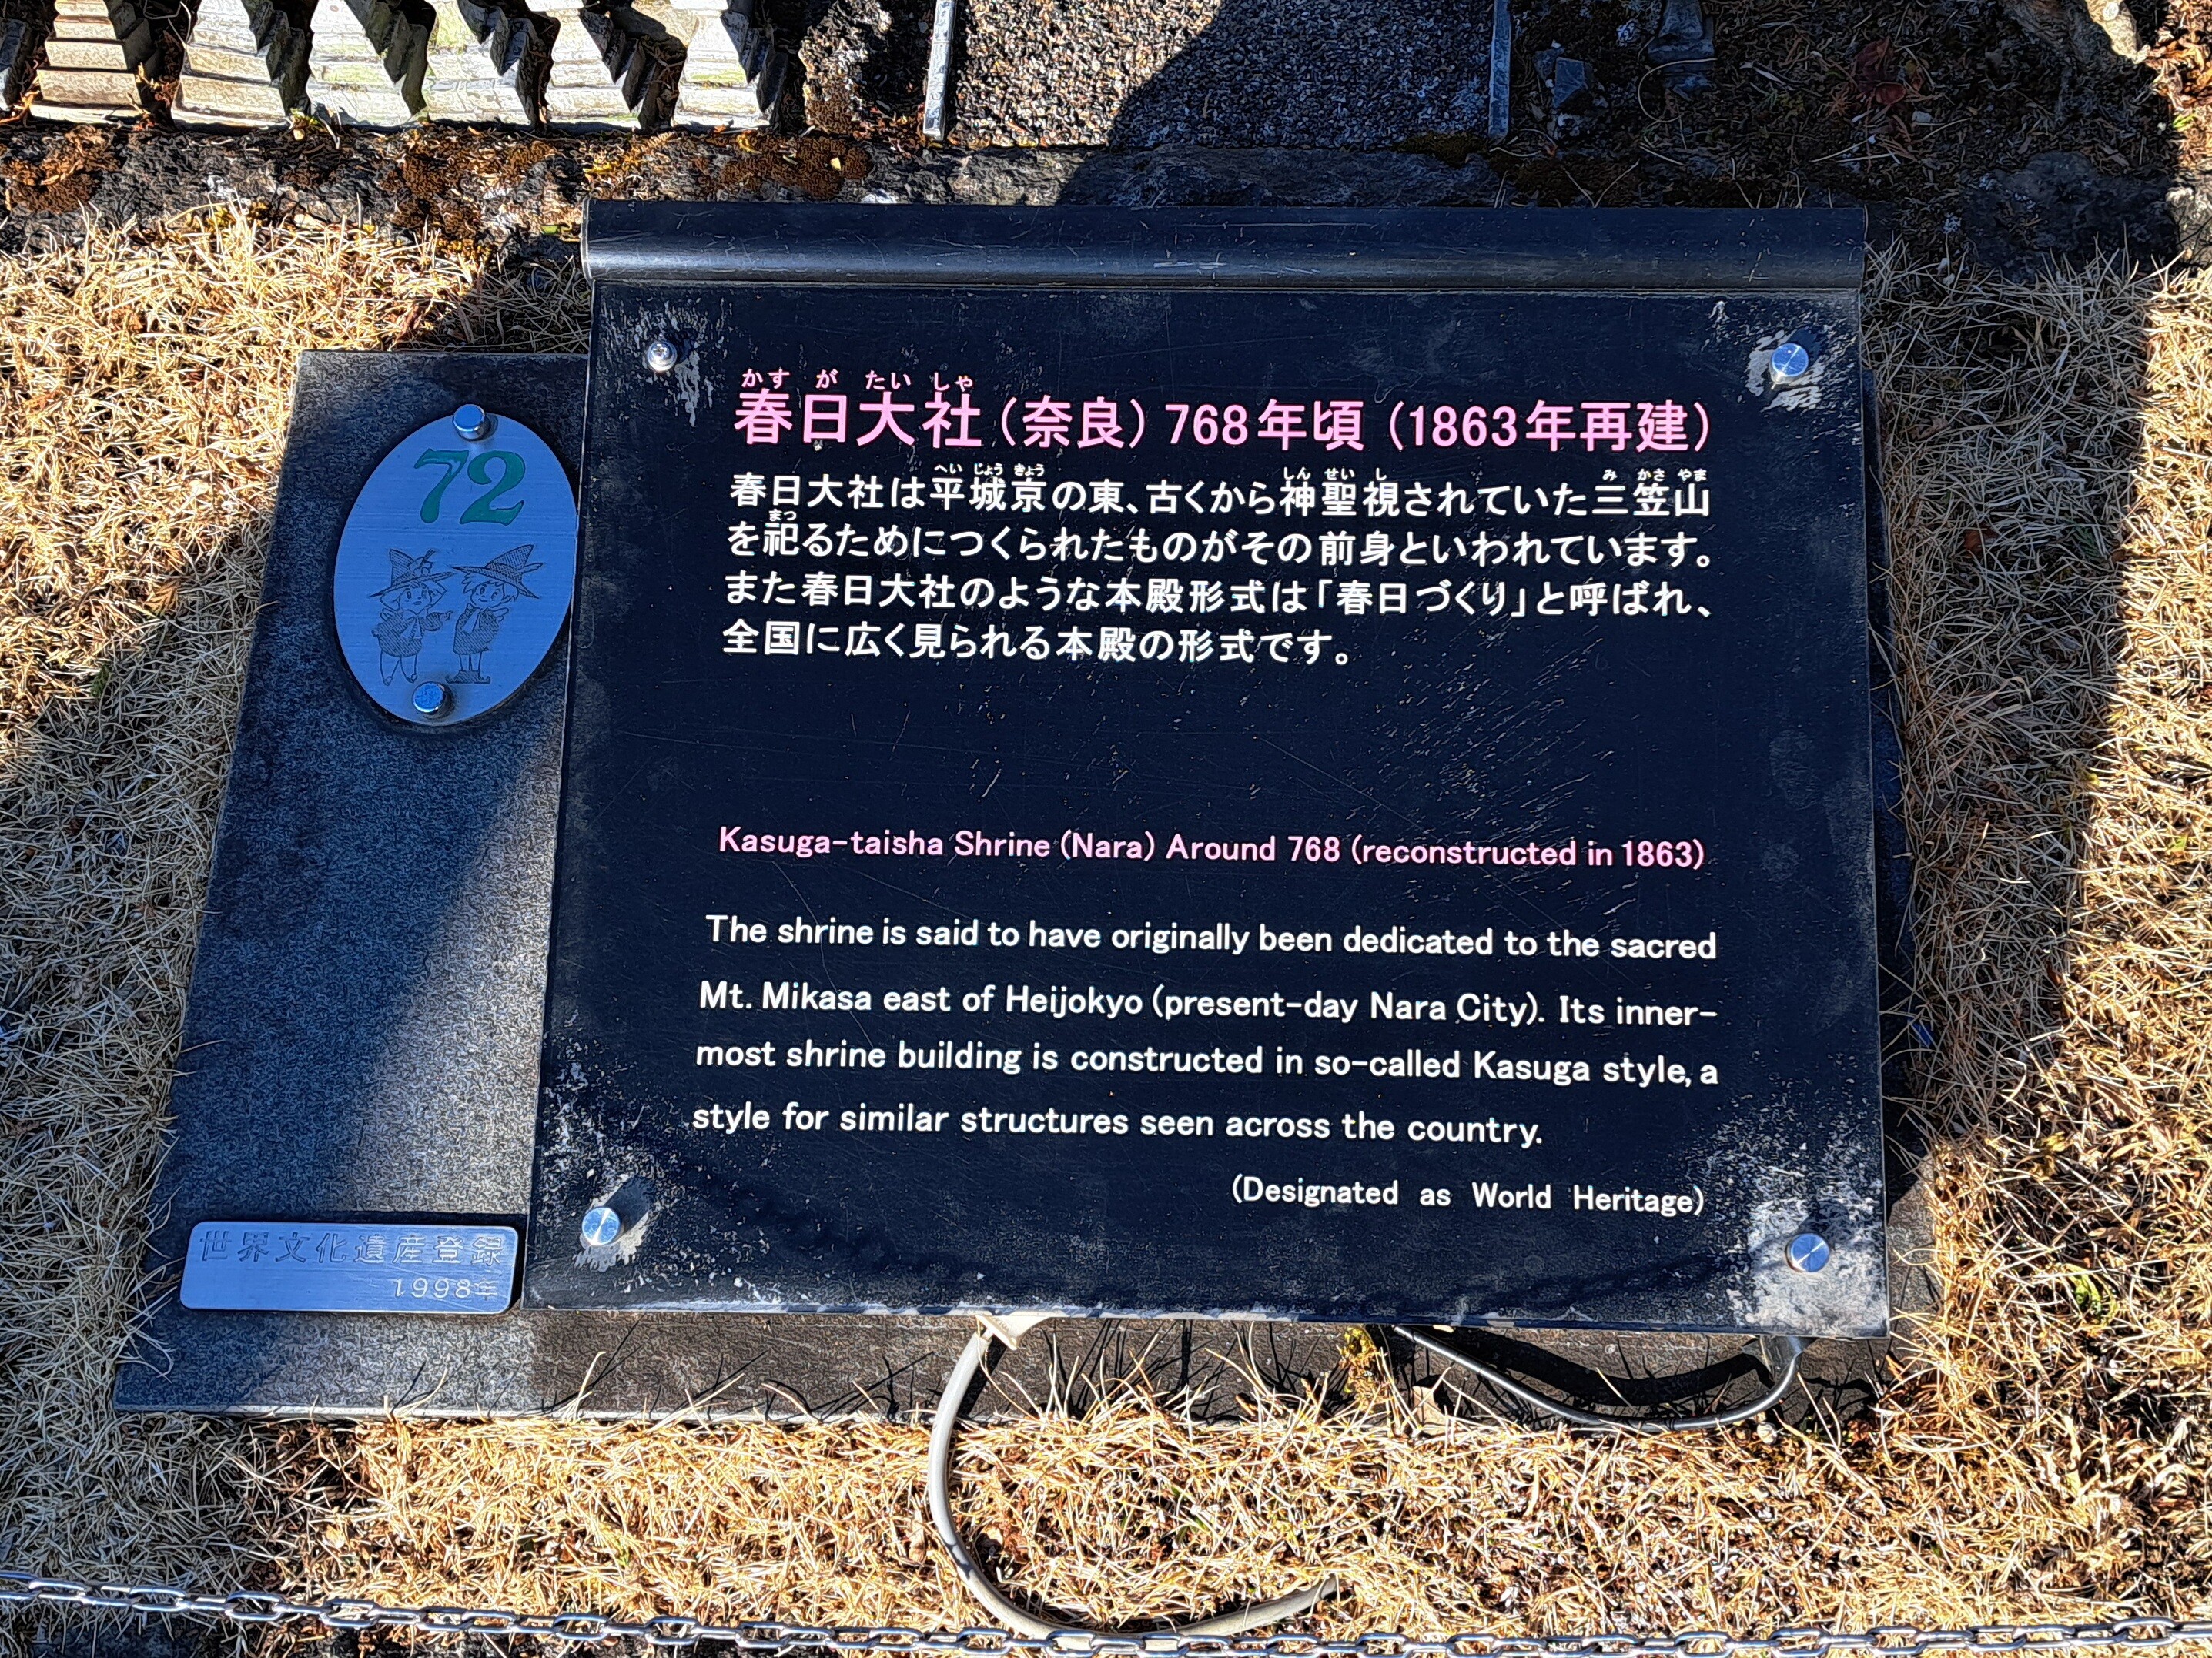 72
かすがたいしゃ
春日大社(奈良) 768年頃 (1863年再建)
へいじょうきょう しんせいし みかさやま
春日大社は平城京の東、古くから神聖視されていた三笠山
まつ
を祀るためにつくられたものがその前身といわれています。
また春日大社のような本殿形式は「春日づくり」と呼ばれ、
全国に広く見られる本殿の形式です。
Kasuga-taisha Shrine (Nara) Around 768 (reconstructed in 1863)
The shrine is said to have originally been dedicated to the sacred
Mt. Mikasa east of Heijokyo (present-day Nara City). Its inner-
most shrine building is constructed in so-called Kasuga style, a
style for similar structures seen across the country.
(Designated as World Heritage)
世界文化遺産登録
1998年